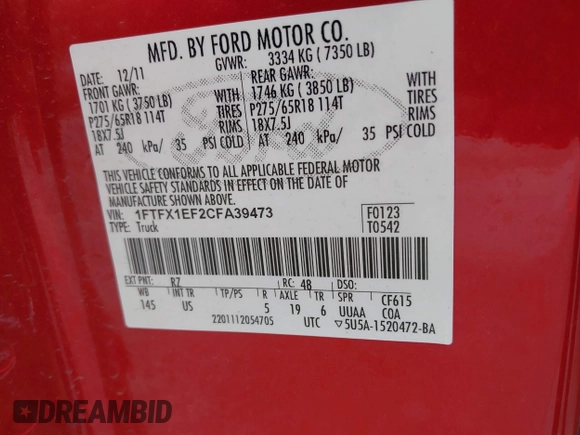 MFD. BY FORD MOTOR CO.
DATE: 12/11 GVWR: 3334 KG ( 7350 LB)
FRONT GAWR: REAR GAWR:
1701 KG ( 3750 LB) WITH 1746 KG ( 3850 LB) WITH
P275/65R18 114T TIRES P275/65R18 114T TIRES
18X7.5J RIMS 18X7.5J RIMS
AT 240 kPa/ 35 PSI COLD AT 240 kPa/ 35 PSI COLD
Ford
THIS VEHICLE CONFORMS TO ALL APPLICABLE FEDERAL MOTOR
VEHICLE SAFETY STANDARDS IN EFFECT ON THE DATE OF
MANUFACTURE SHOWN ABOVE.
VIN: 1FTFX1EF2CFA39473 F0123
TYPE: Truck T0542
EXT PNT: RZ RC: 48 DSO:
WB INT TR TP/PS R AXLE TR SPR CF615
145 US 5 19 6 UUAA COA
2201112054705 UTC ▽5U5A-1520472-BA
DREAMBID